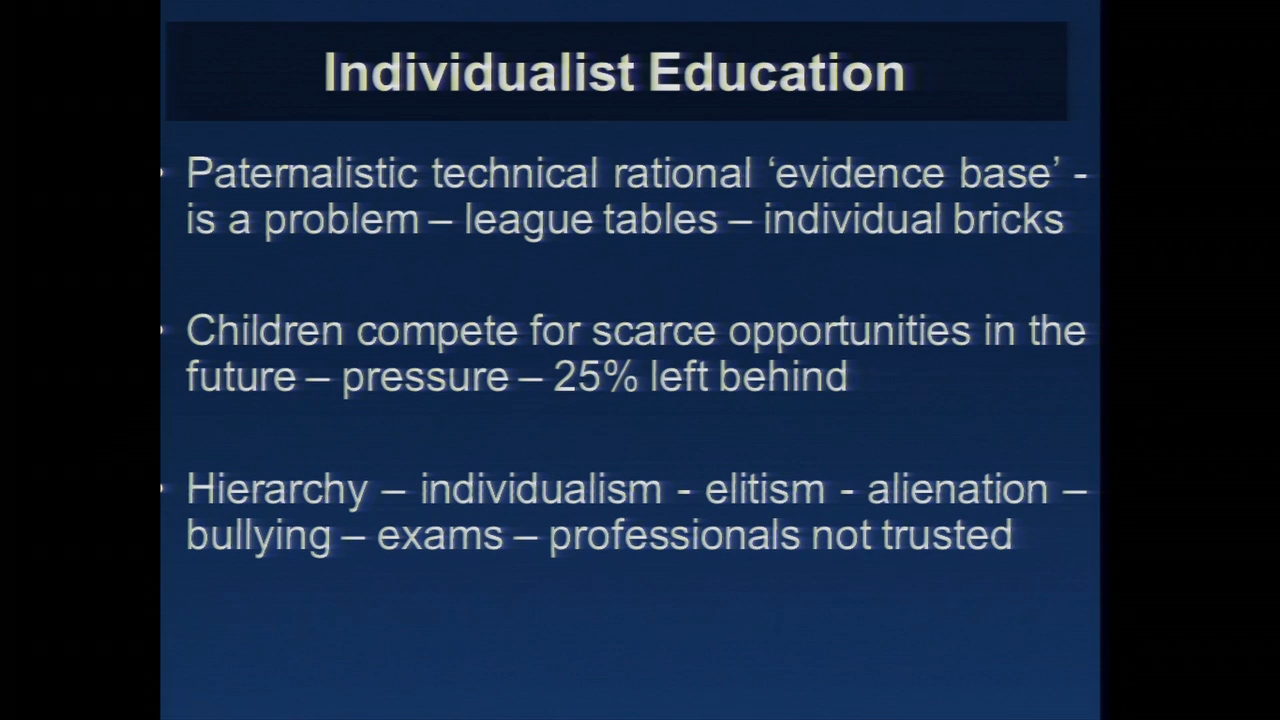 Individualist Education
• Paternalistic technical rational ‘evidence base’ -
is a problem – league tables – individual bricks
• Children compete for scarce opportunities in the
future – pressure – 25% left behind
• Hierarchy – individualism - elitism - alienation –
bullying – exams – professionals not trusted